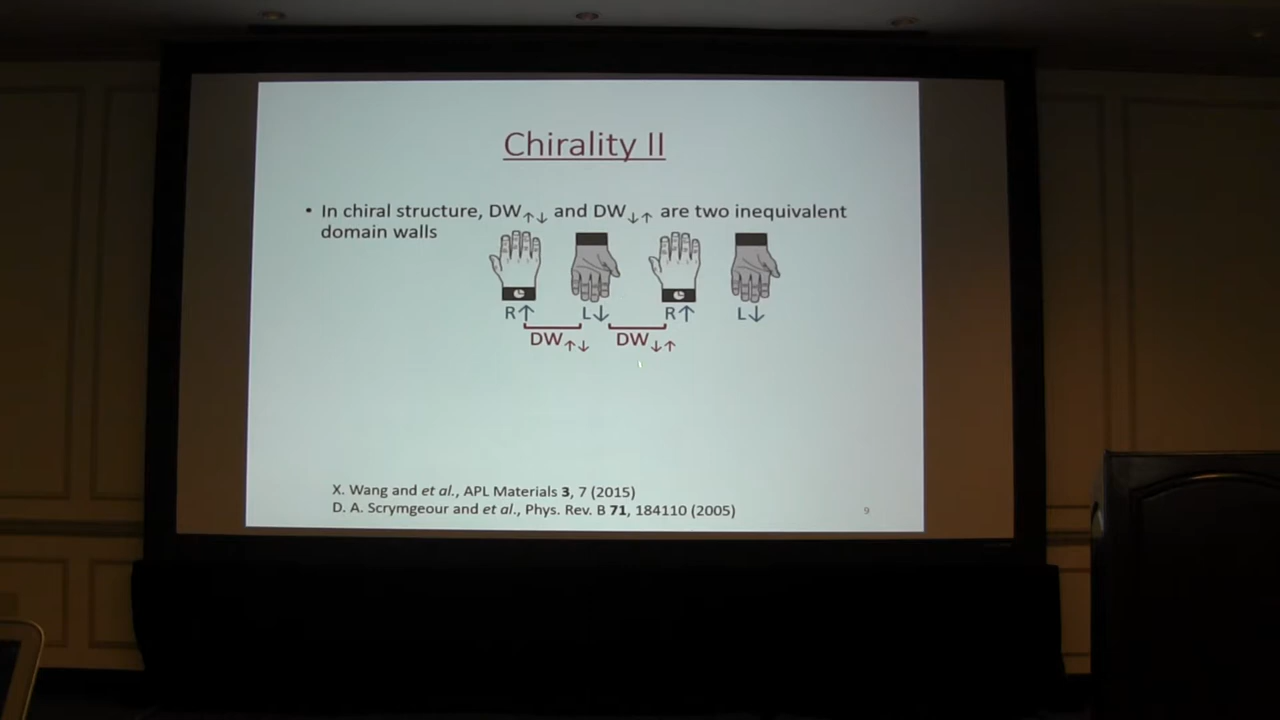 Chirality II
• In chiral structure, DW↑↓ and DW↓↑ are two inequivalent
domain walls
R↑ L↓ R↑ L↓
DW↑↓ DW↓↑
X. Wang and et al., APL Materials 3, 7 (2015)
D. A. Scrymgeour and et al., Phys. Rev. B 71, 184110 (2005)
9